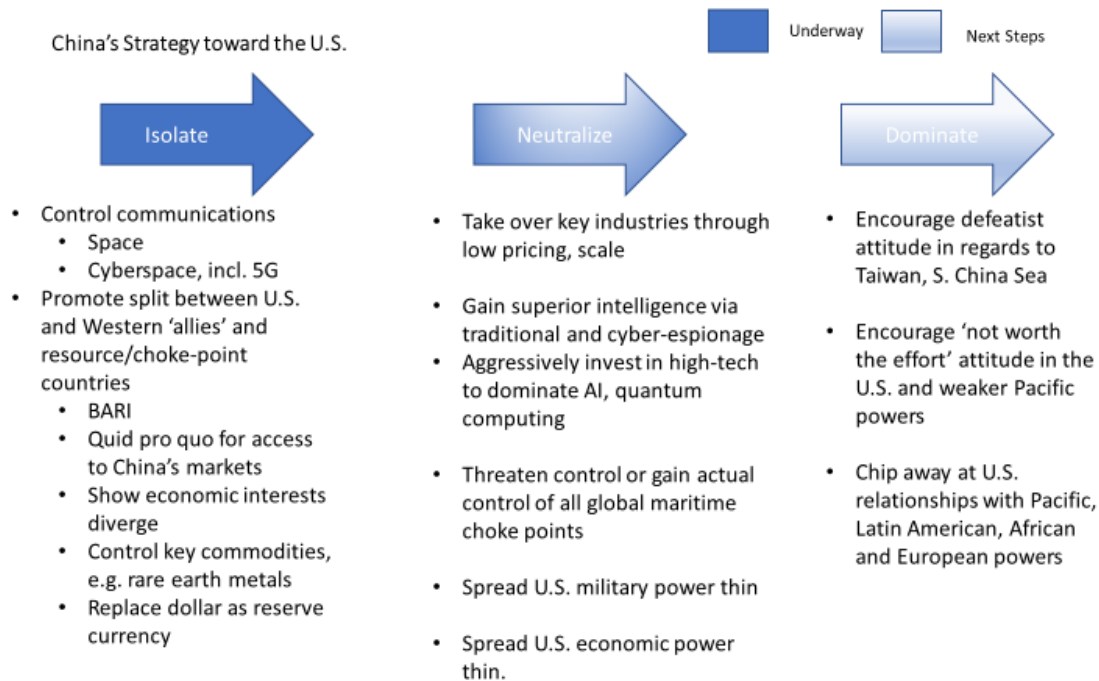 China's Strategy toward the U.S.
Underway
Next Steps
Isolate
Neutralize
Dominate
• Control communications
• Space
• Cyberspace, incl. 5G
• Promote split between U.S.
and Western 'allies' and
resource/choke-point
countries
• BARI
• Quid pro quo for access
to China's markets
• Show economic interests
diverge
• Control key commodities,
e.g. rare earth metals
• Replace dollar as reserve
currency
• Take over key industries through
low pricing, scale
• Gain superior intelligence via
traditional and cyber-espionage
• Aggressively invest in high-tech
to dominate AI, quantum
computing
• Threaten control or gain actual
control of all global maritime
choke points
• Spread U.S. military power thin
• Spread U.S. economic power
thin.
• Encourage defeatist
attitude in regards to
Taiwan, S. China Sea
• Encourage 'not worth
the effort' attitude in the
U.S. and weaker Pacific
powers
• Chip away at U.S.
relationships with Pacific,
Latin American, African
and European powers